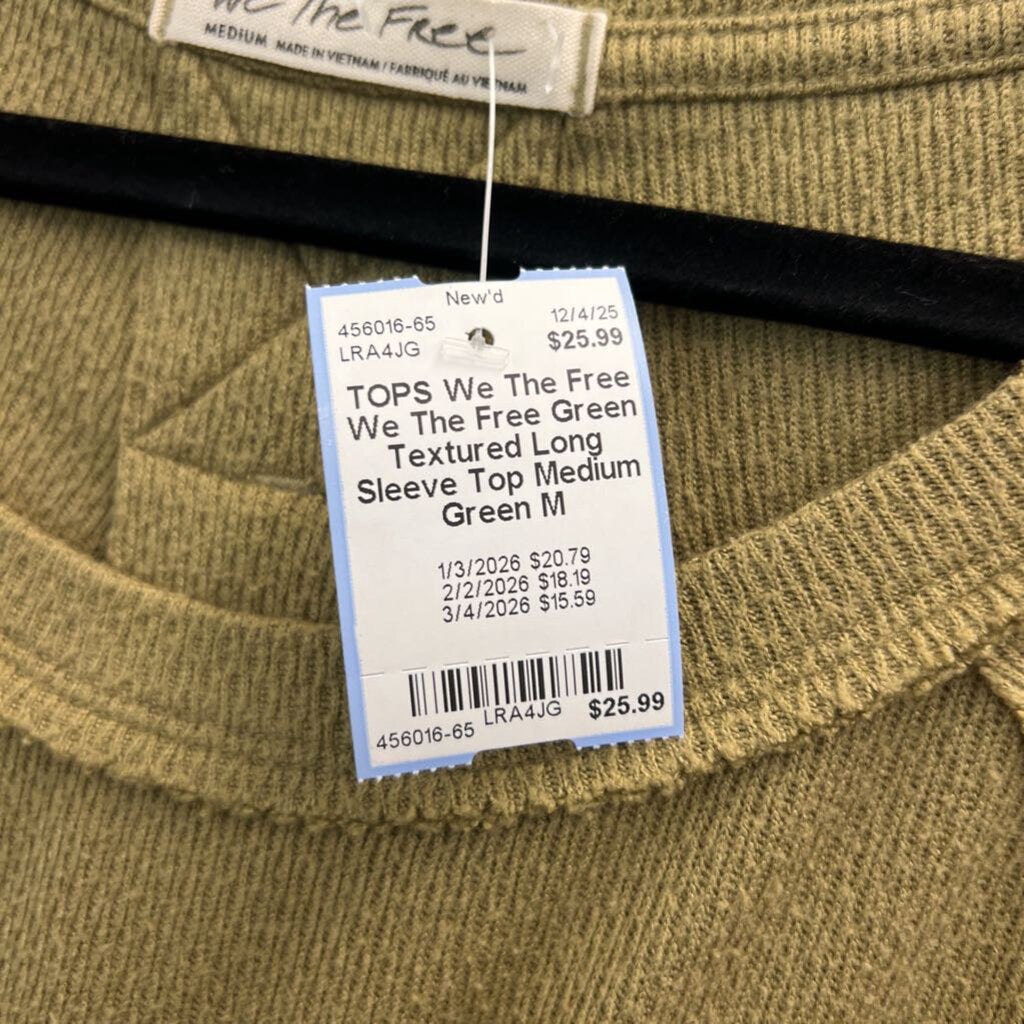 We The Free
MEDIUM MADE IN VIETNAM / FABRIQUÉ AU VIETNAM
New'd
456016-65 12/4/25
LRA4JG $25.99
TOPS We The Free
We The Free Green
Textured Long
Sleeve Top Medium
Green M
1/3/2026 $20.79
2/2/2026 $18.19
3/4/2026 $15.59
456016-65 LRA4JG $25.99